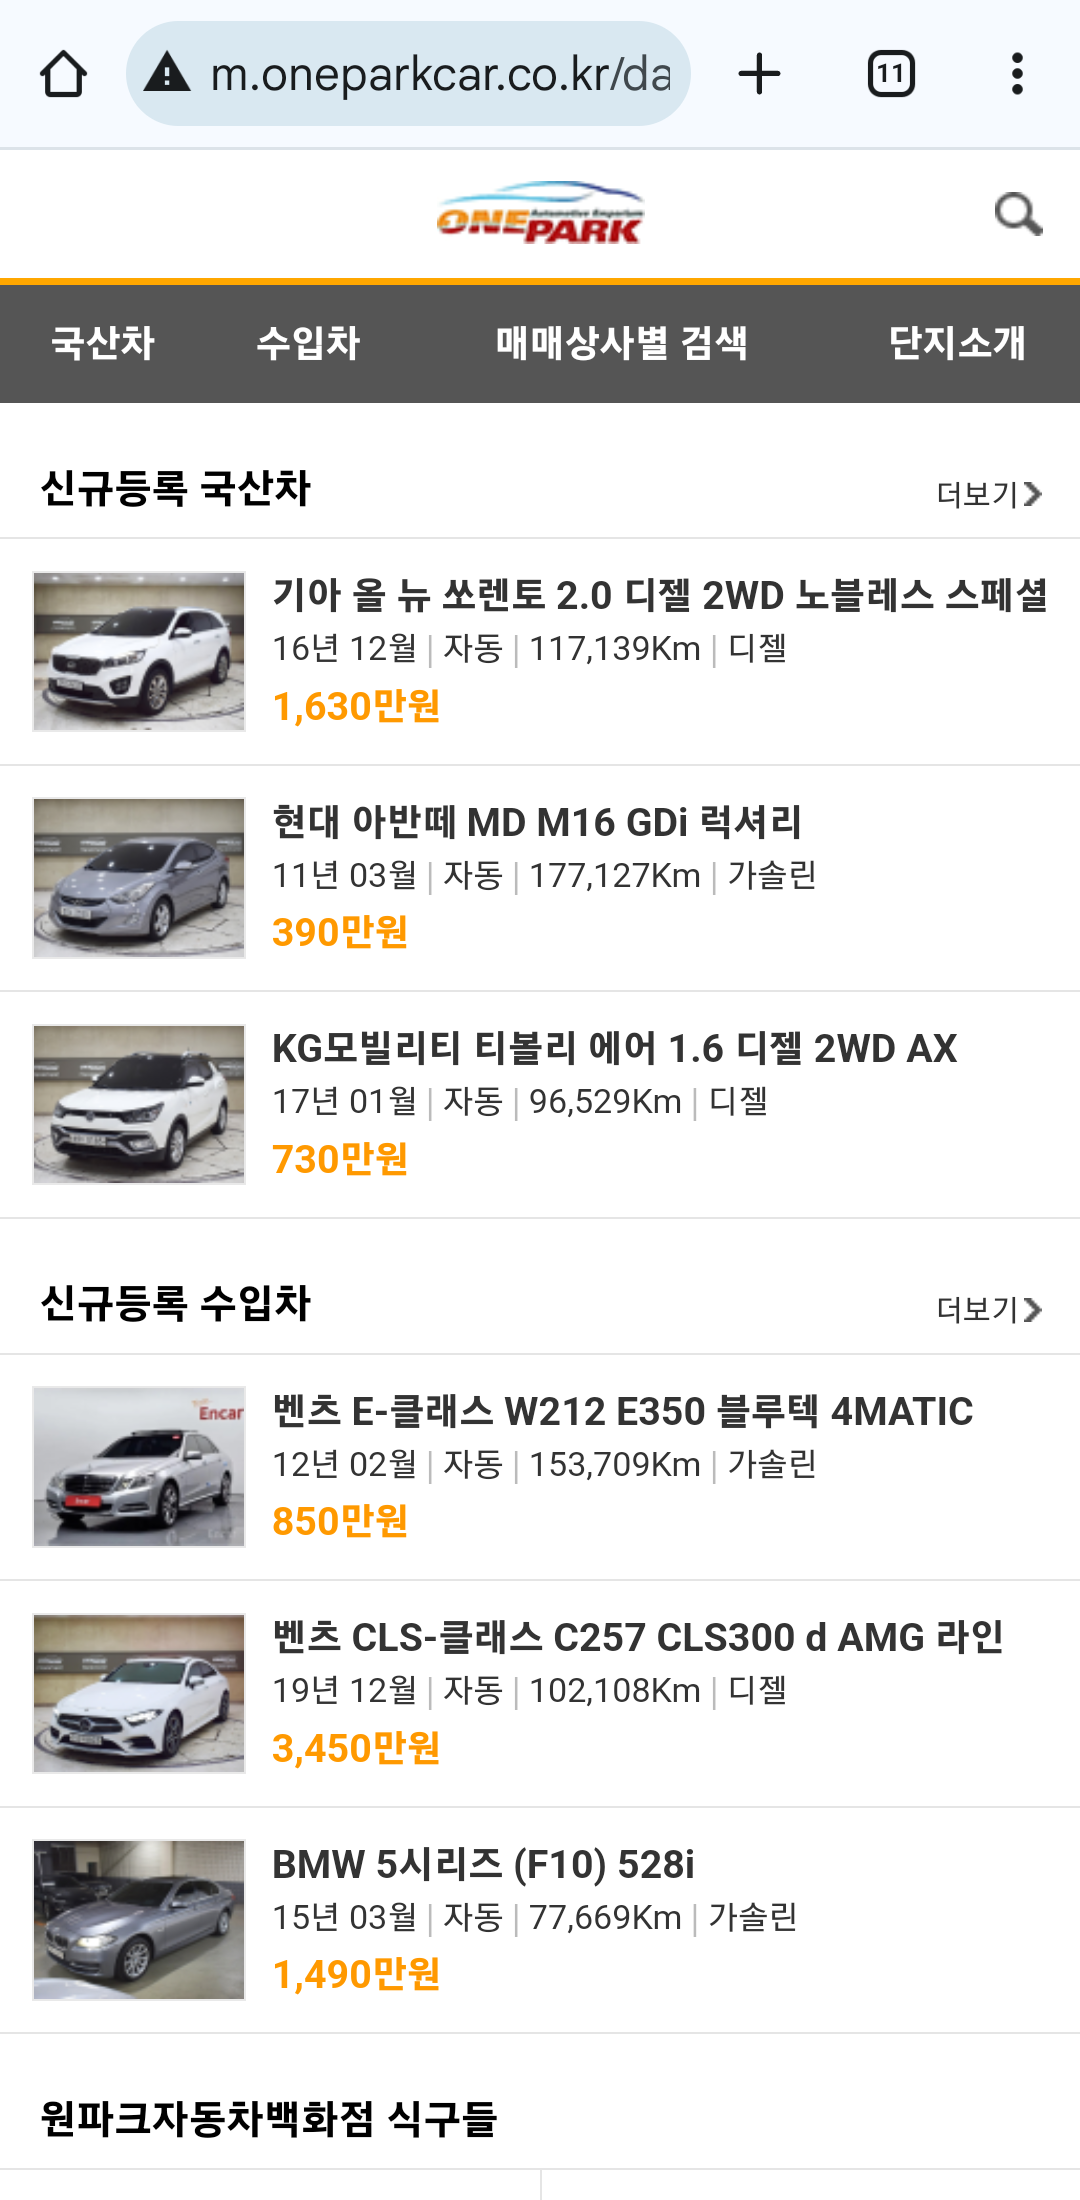 m.oneparkcar.co.kr/da
11
ONE PARK
Automotive Emporium
국산차 수입차 매매상사별 검색 단지소개
신규등록 국산차 더보기
기아 올 뉴 쏘렌토 2.0 디젤 2WD 노블레스 스페셜
16년 12월 | 자동 | 117,139Km | 디젤
1,630만원
현대 아반떼 MD M16 GDi 럭셔리
11년 03월 | 자동 | 177,127Km | 가솔린
390만원
KG모빌리티 티볼리 에어 1.6 디젤 2WD AX
17년 01월 | 자동 | 96,529Km | 디젤
730만원
신규등록 수입차 더보기
Encar
벤츠 E-클래스 W212 E350 블루텍 4MATIC
12년 02월 | 자동 | 153,709Km | 가솔린
850만원
벤츠 CLS-클래스 C257 CLS300 d AMG 라인
19년 12월 | 자동 | 102,108Km | 디젤
3,450만원
BMW 5시리즈 (F10) 528i
15년 03월 | 자동 | 77,669Km | 가솔린
1,490만원
원파크자동차백화점 식구들